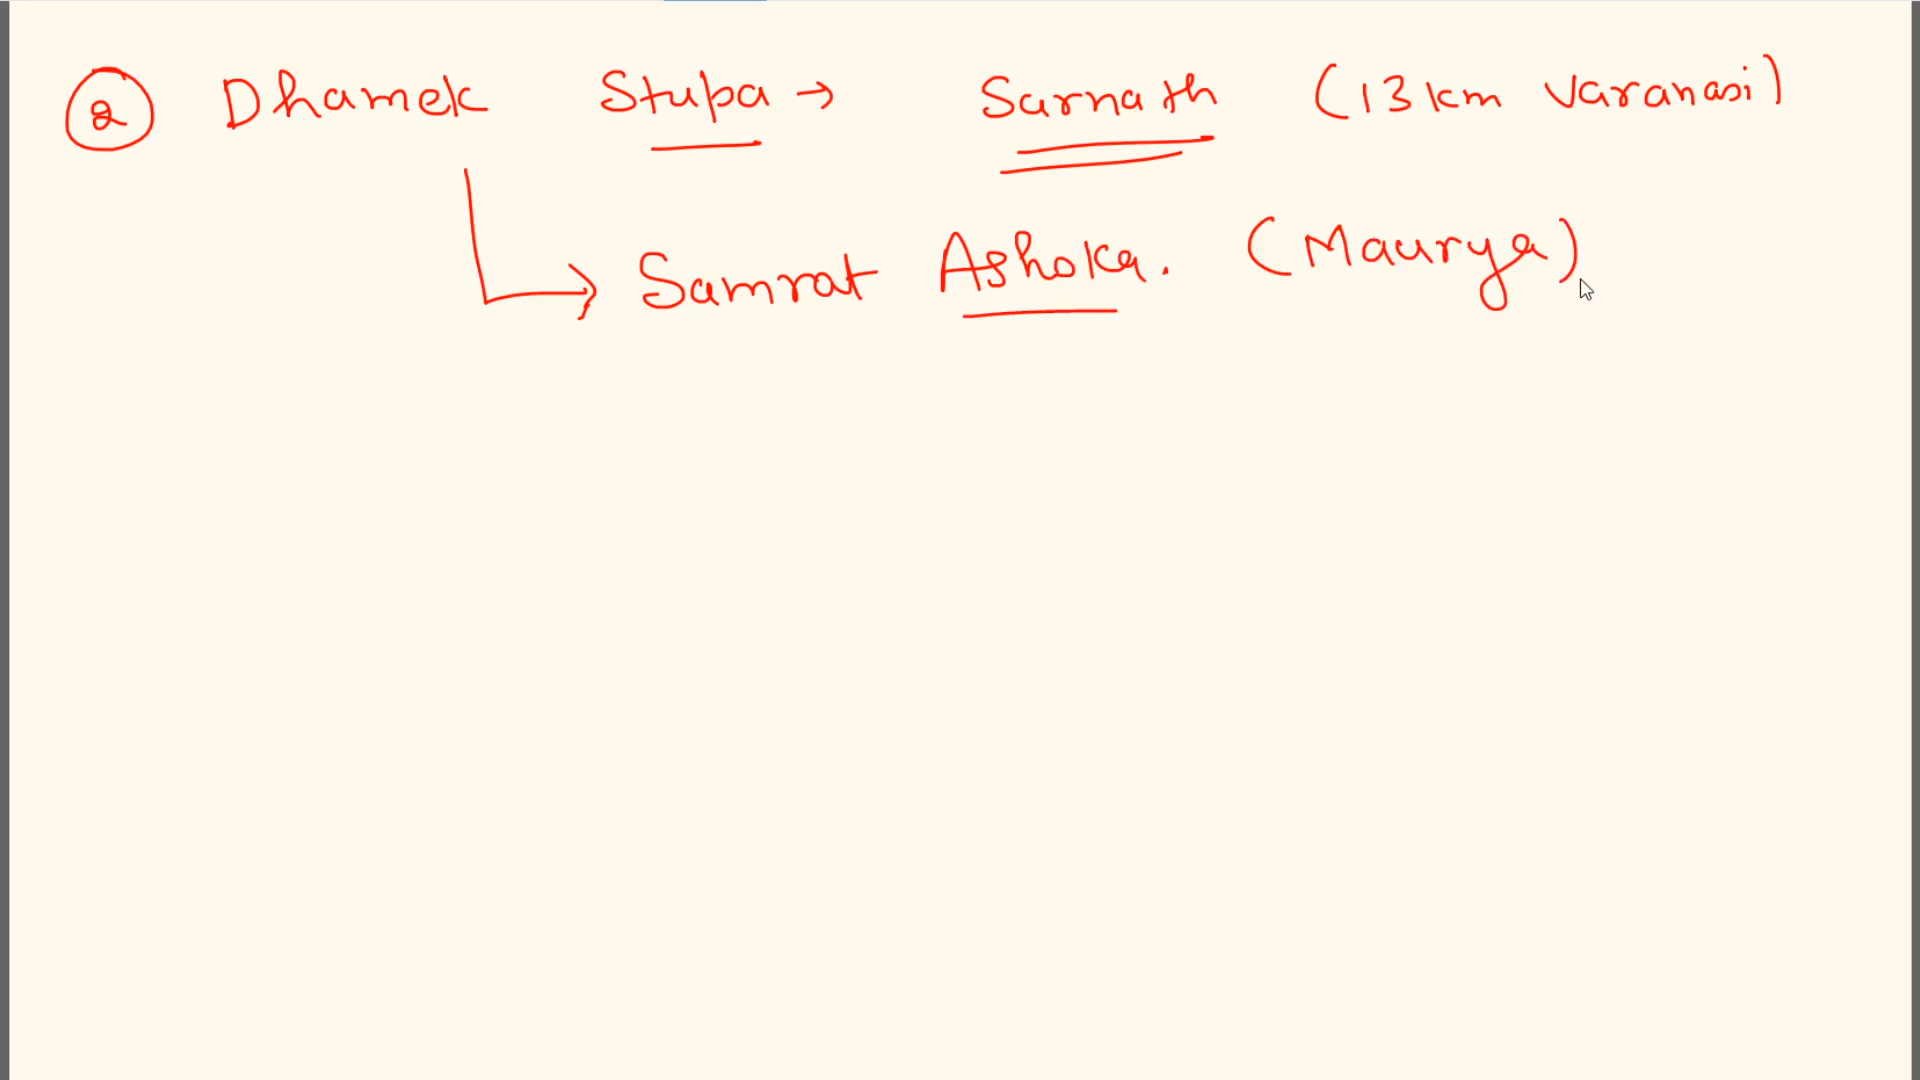 2 Dhamek Stupa → Sarnath (13 km Varanasi)
↳ Samrat Ashoka. (Maurya)